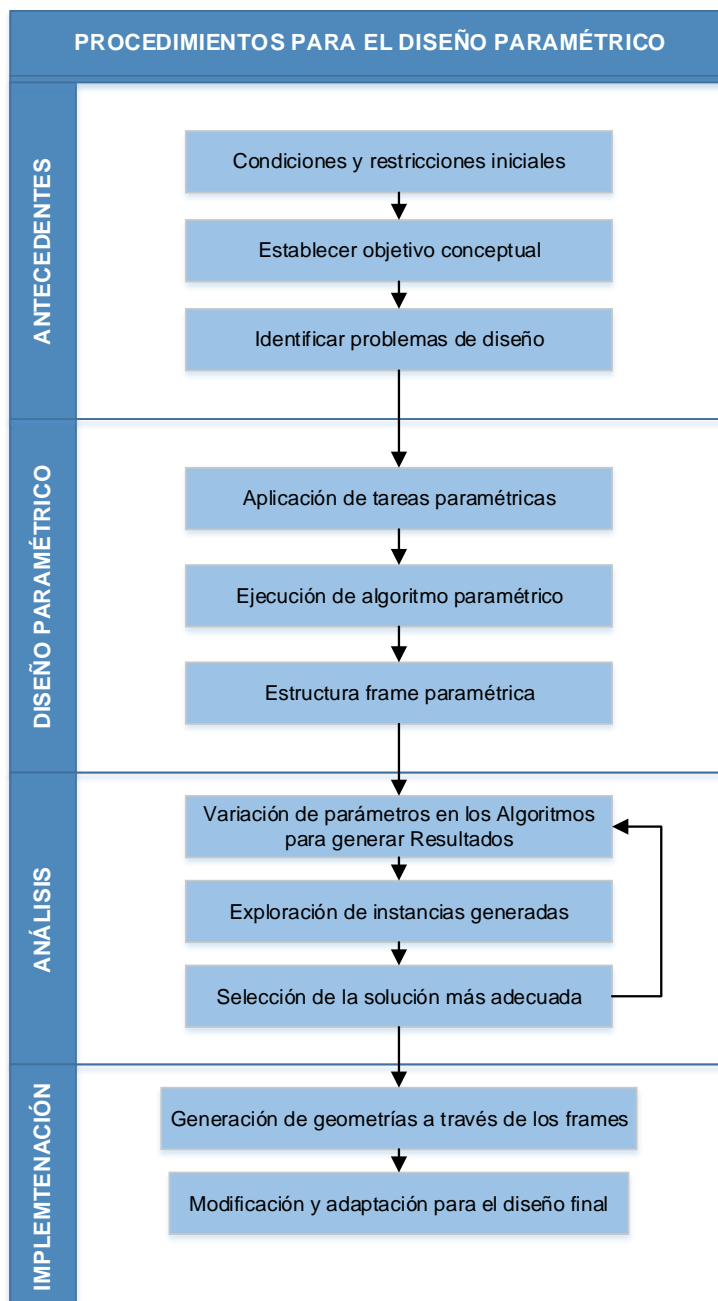 PROCEDIMIENTOS PARA EL DISEÑO PARAMÉTRICO
ANTECEDENTES
Condiciones y restricciones iniciales
Establecer objetivo conceptual
Identificar problemas de diseño
DISEÑO PARAMÉTRICO
Aplicación de tareas paramétricas
Ejecución de algoritmo paramétrico
Estructura frame paramétrica
ANÁLISIS
Variación de parámetros en los Algoritmos
para generar Resultados
Exploración de instancias generadas
Selección de la solución más adecuada
IMPLEMTENACIÓN
Generación de geometrías a través de los frames
Modificación y adaptación para el diseño final